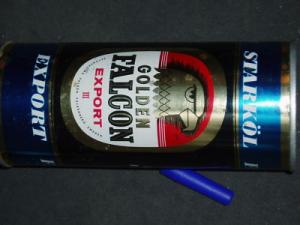 EXPORT
GOLDEN
FALCON
EXPORT
III
STARKÖL